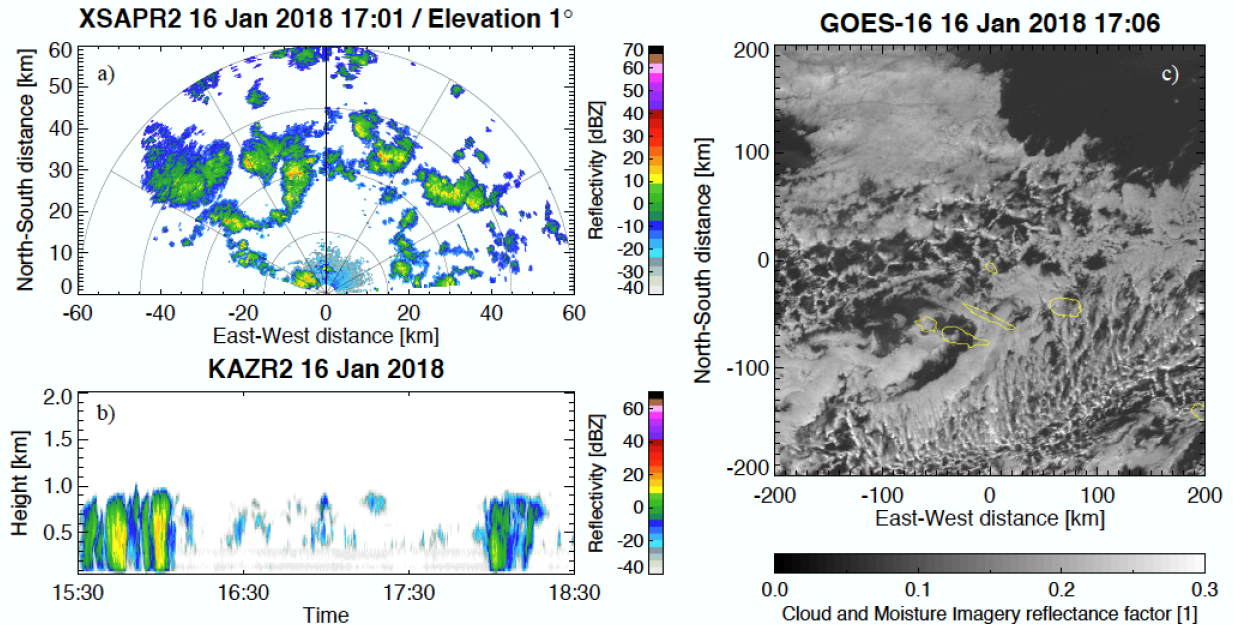 XSAPR2 16 Jan 2018 17:01 / Elevation 1°
a)
60
50
40
30
20
10
0
North-South distance [km]
-60 -40 -20 0 20 40 60
East-West distance [km]
70
60
50
40
30
20
10
0
-10
-20
-30
-40
Reflectivity [dBZ]
KAZR2 16 Jan 2018
b)
2.0
1.5
1.0
0.5
Height [km]
15:30 16:30 17:30 18:30
Time
60
40
20
0
-20
-40
Reflectivity [dBZ]
GOES-16 16 Jan 2018 17:06
c)
200
100
0
-100
-200
North-South distance [km]
-200 -100 0 100 200
East-West distance [km]
0.0 0.1 0.2 0.3
Cloud and Moisture Imagery reflectance factor [1]